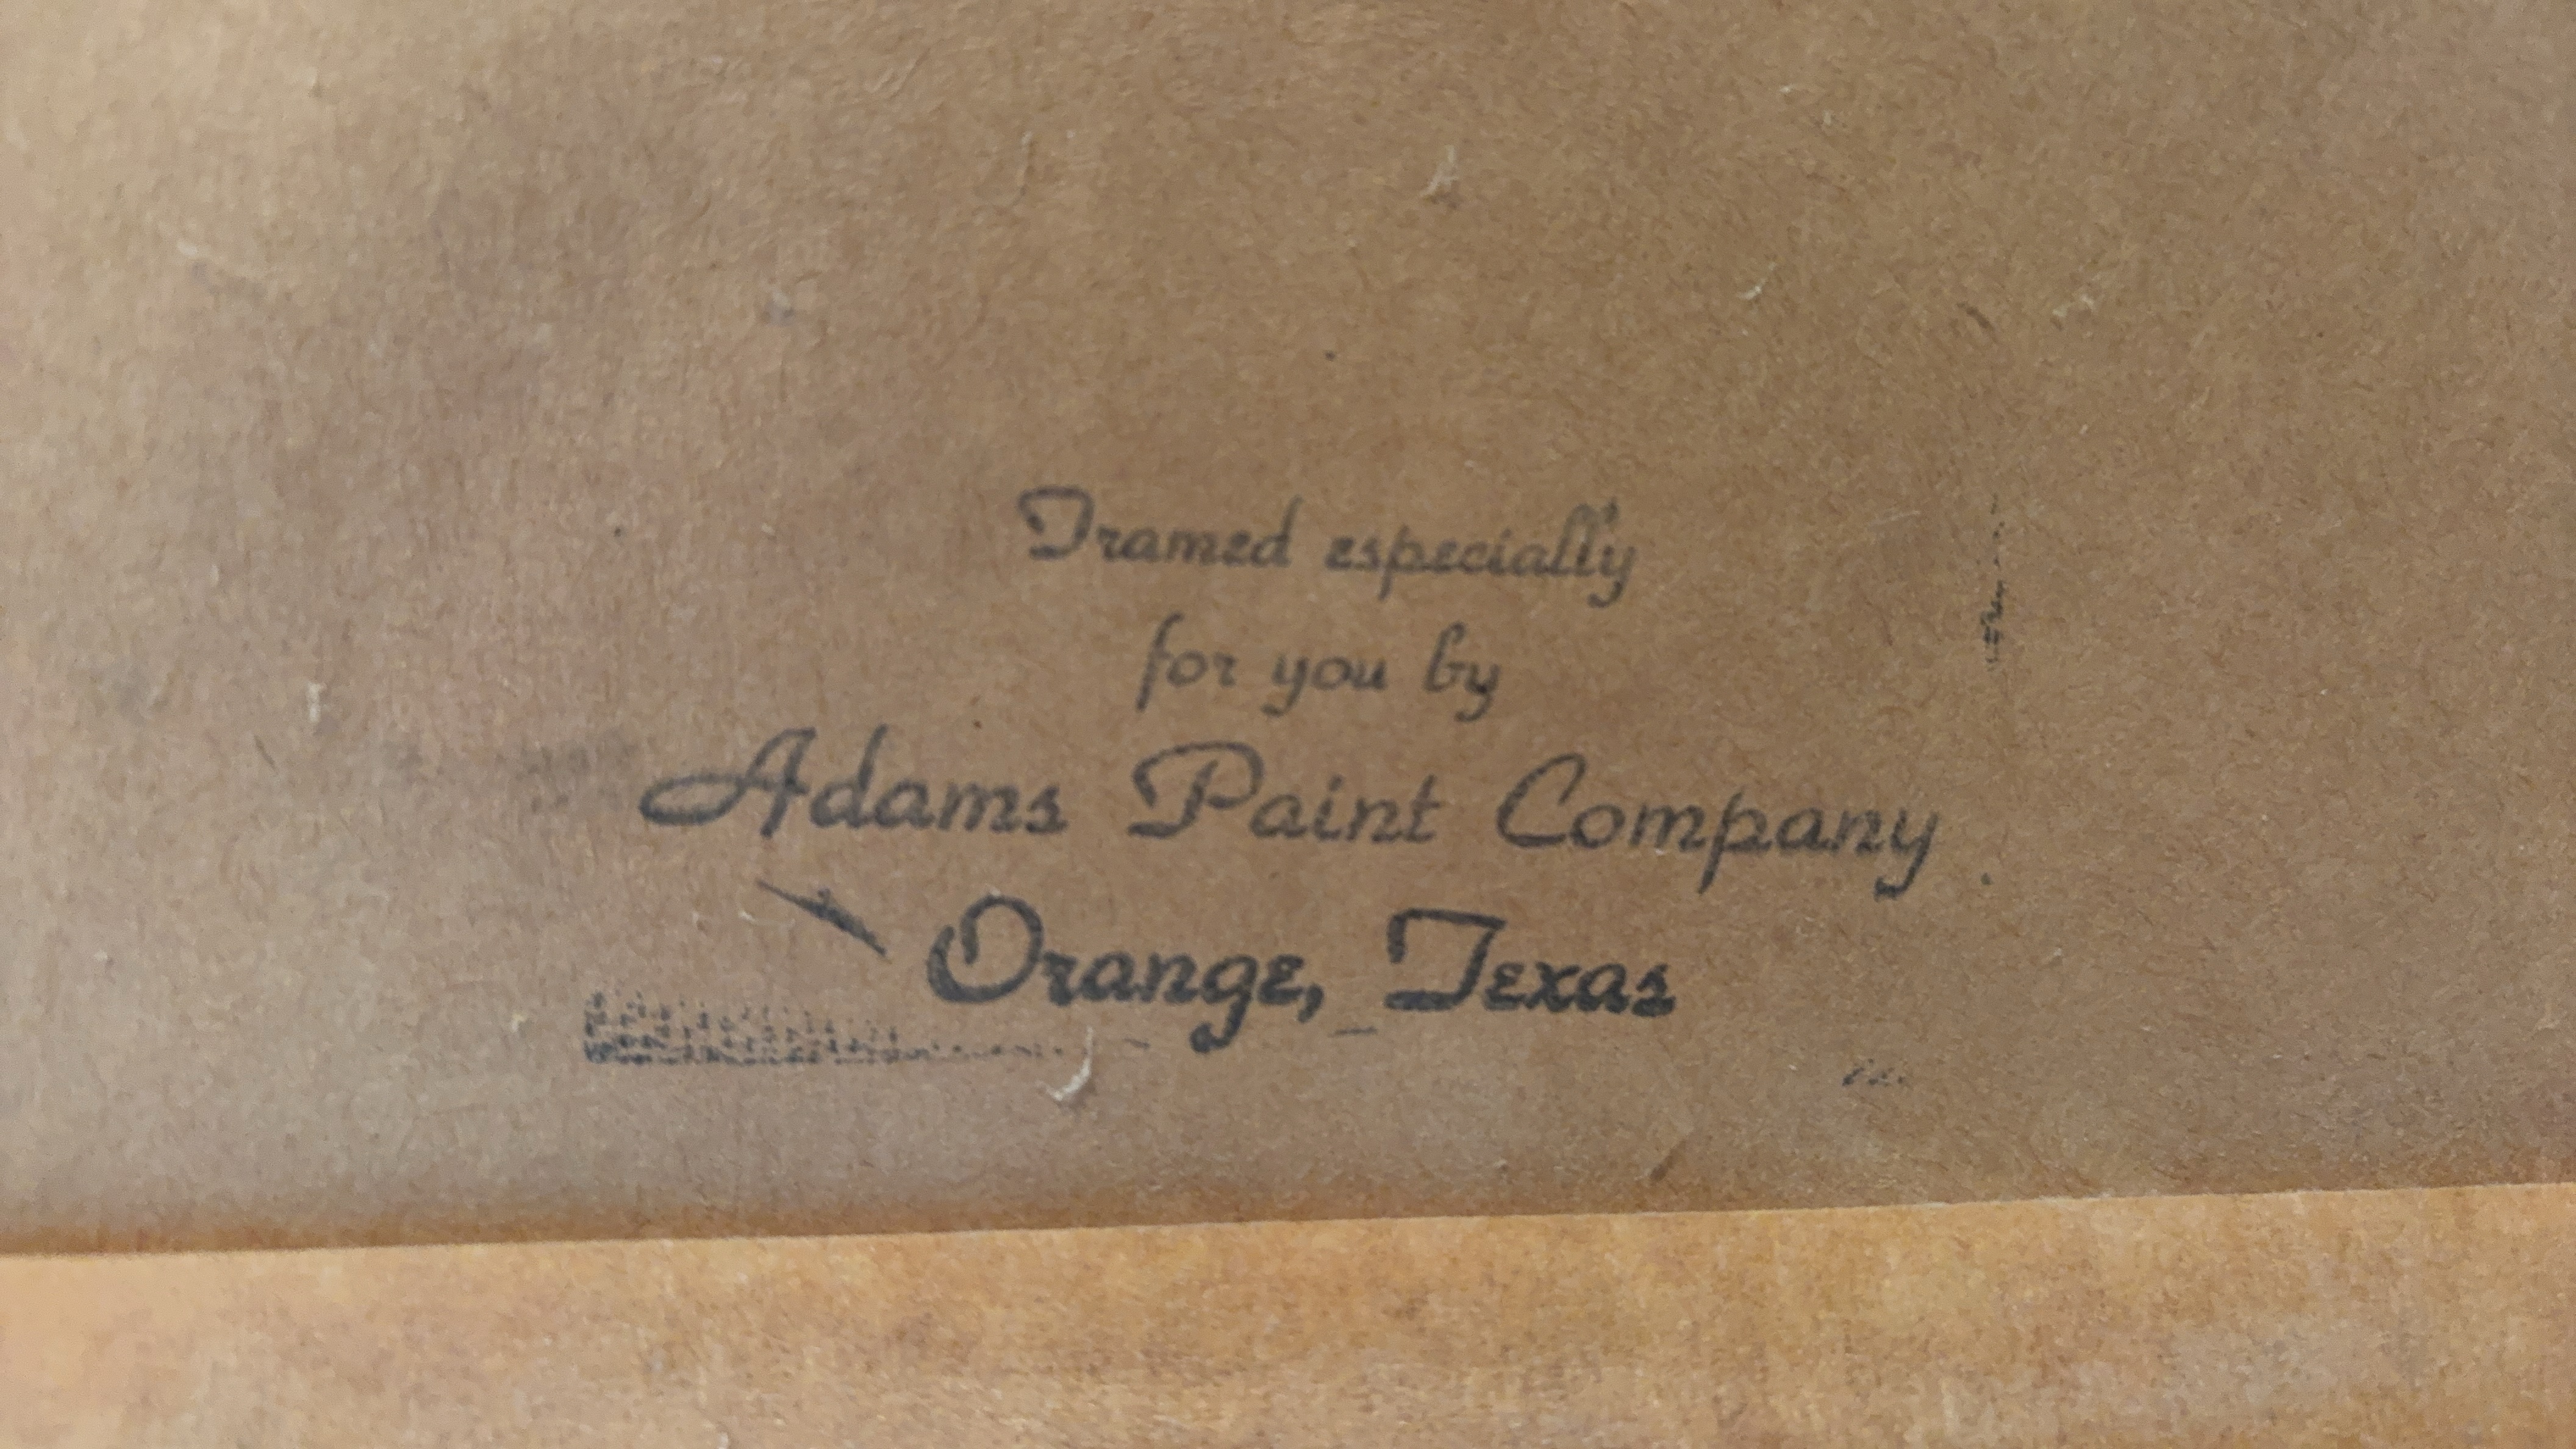 Framed especially
for you by
Adams Paint Company
Orange, Texas